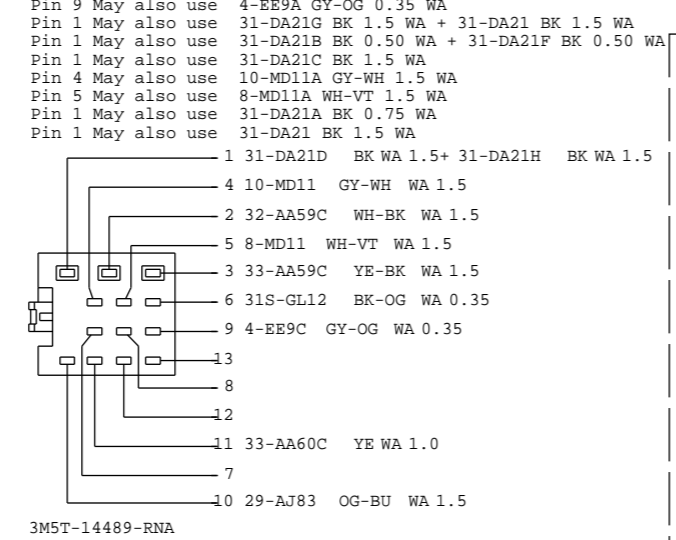 Pin 9 May also use 4-EE9A GY-OG 0.35 WA
Pin 1 May also use 31-DA21G BK 1.5 WA + 31-DA21 BK 1.5 WA
Pin 1 May also use 31-DA21B BK 0.50 WA + 31-DA21F BK 0.50 WA
Pin 1 May also use 31-DA21C BK 1.5 WA
Pin 4 May also use 10-MD11A GY-WH 1.5 WA
Pin 5 May also use 8-MD11A WH-VT 1.5 WA
Pin 1 May also use 31-DA21A BK 0.75 WA
Pin 1 May also use 31-DA21 BK 1.5 WA
1 31-DA21D BK WA 1.5+ 31-DA21H BK WA 1.5
4 10-MD11 GY-WH WA 1.5
2 32-AA59C WH-BK WA 1.5
5 8-MD11 WH-VT WA 1.5
3 33-AA59C YE-BK WA 1.5
6 31S-GL12 BK-OG WA 0.35
9 4-EE9C GY-OG WA 0.35
13
8
12
11 33-AA60C YE WA 1.0
7
10 29-AJ83 OG-BU WA 1.5
3M5T-14489-RNA